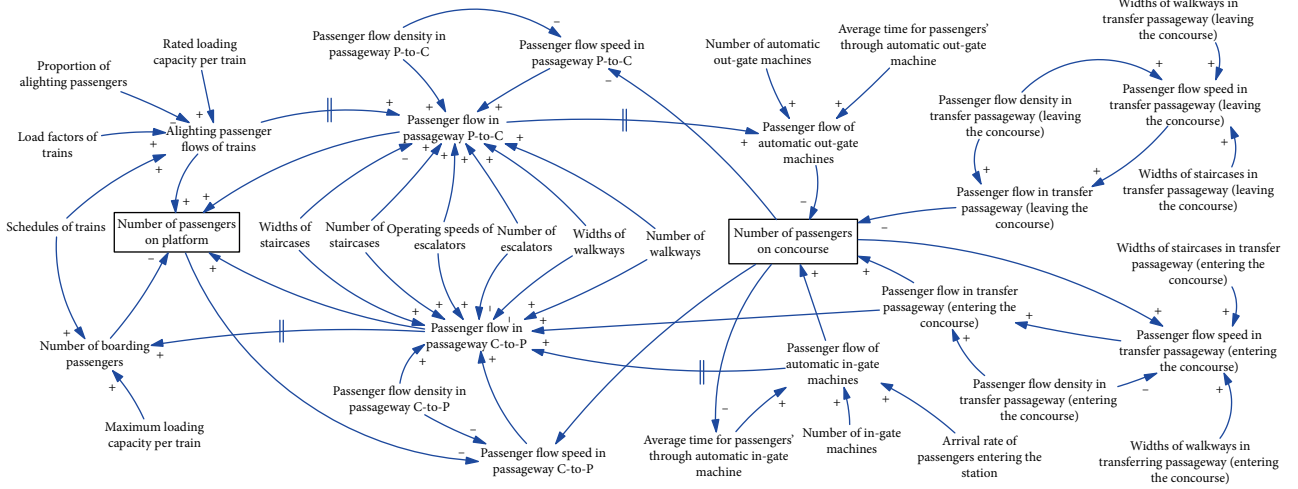 Widths of walkways in
transfer passageway (leaving
the concourse)
Passenger flow density in
passageway P-to-C
Passenger flow speed in
passageway P-to-C
Number of automatic
out-gate machines
Average time for passengers'
through automatic out-gate
machine
Rated loading
capacity per train
Proportion of
alighting passengers
Load factors of
trains
Alighting passenger
flows of trains
Passenger flow in
passageway P-to-C
Passenger flow of
automatic out-gate
machines
Passenger flow density in
transfer passageway (leaving
the concourse)
Passenger flow speed in
transfer passageway (leaving
the concourse)
Widths of staircases in
transfer passageway (leaving
the concourse)
Passenger flow in transfer
passageway (leaving the
concourse)
Schedules of trains
Number of passengers
on platform
Widths of
staircases
Number of
staircases
Operating speeds of
escalators
Number of
escalators
Widths of
walkways
Number of
walkways
Number of passengers
on concourse
Widths of staircases in transfer
passageway (entering the
concourse)
Passenger flow in transfer
passageway (entering the
concourse)
Passenger flow speed in
transfer passageway (entering
the concourse)
Number of boarding
passengers
Passenger flow in
passageway C-to-P
Passenger flow of
automatic in-gate
machines
Passenger flow density in
transfer passageway (entering
the concourse)
Passenger flow density in
passageway C-to-P
Maximum loading
capacity per train
Passenger flow speed in
passageway C-to-P
Average time for passengers'
through automatic in-gate
machine
Number of in-gate
machines
Arrival rate of
passengers entering the
station
Widths of walkways in
transferring passageway (entering
the concourse)